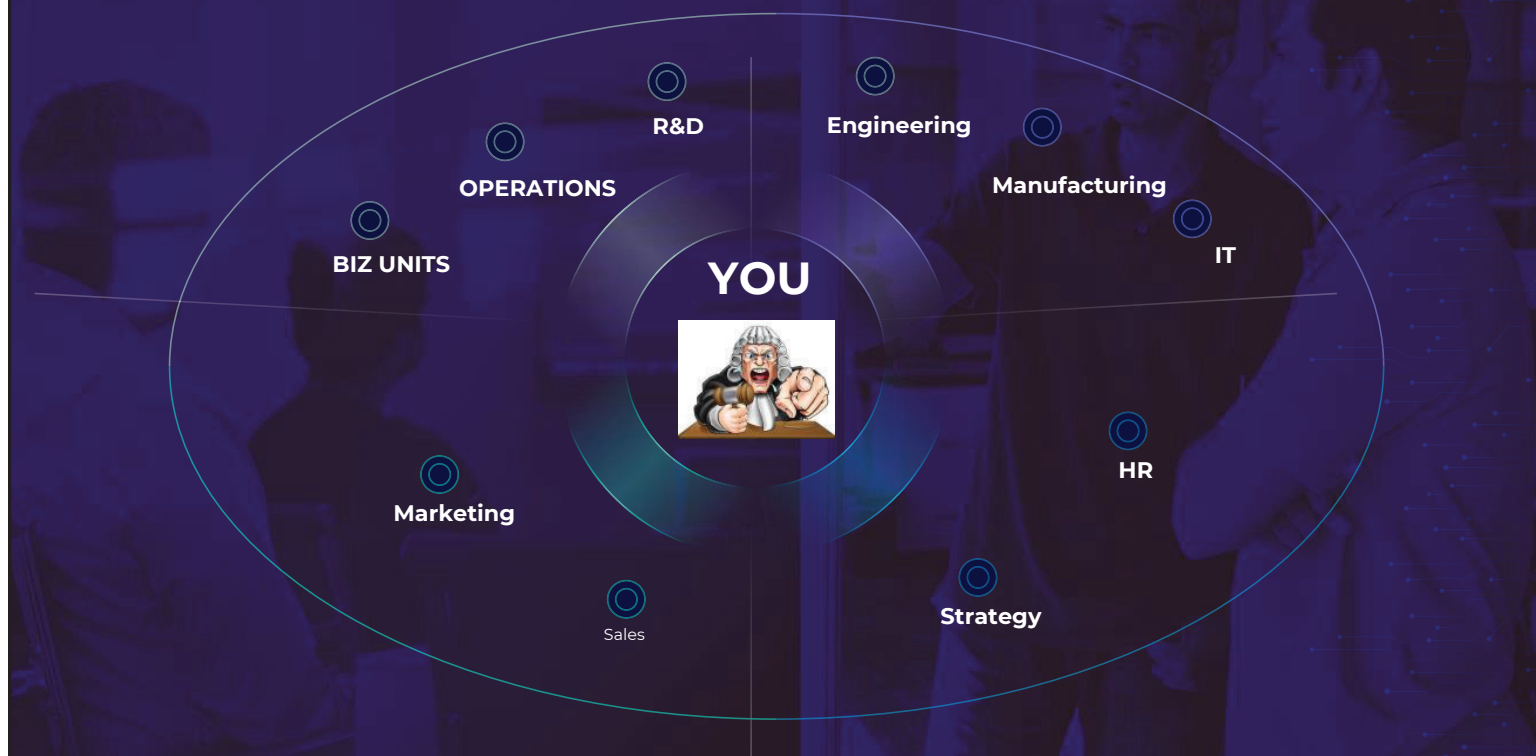 R&D
Engineering
OPERATIONS
Manufacturing
BIZ UNITS
IT
YOU
HR
Marketing
Strategy
Sales